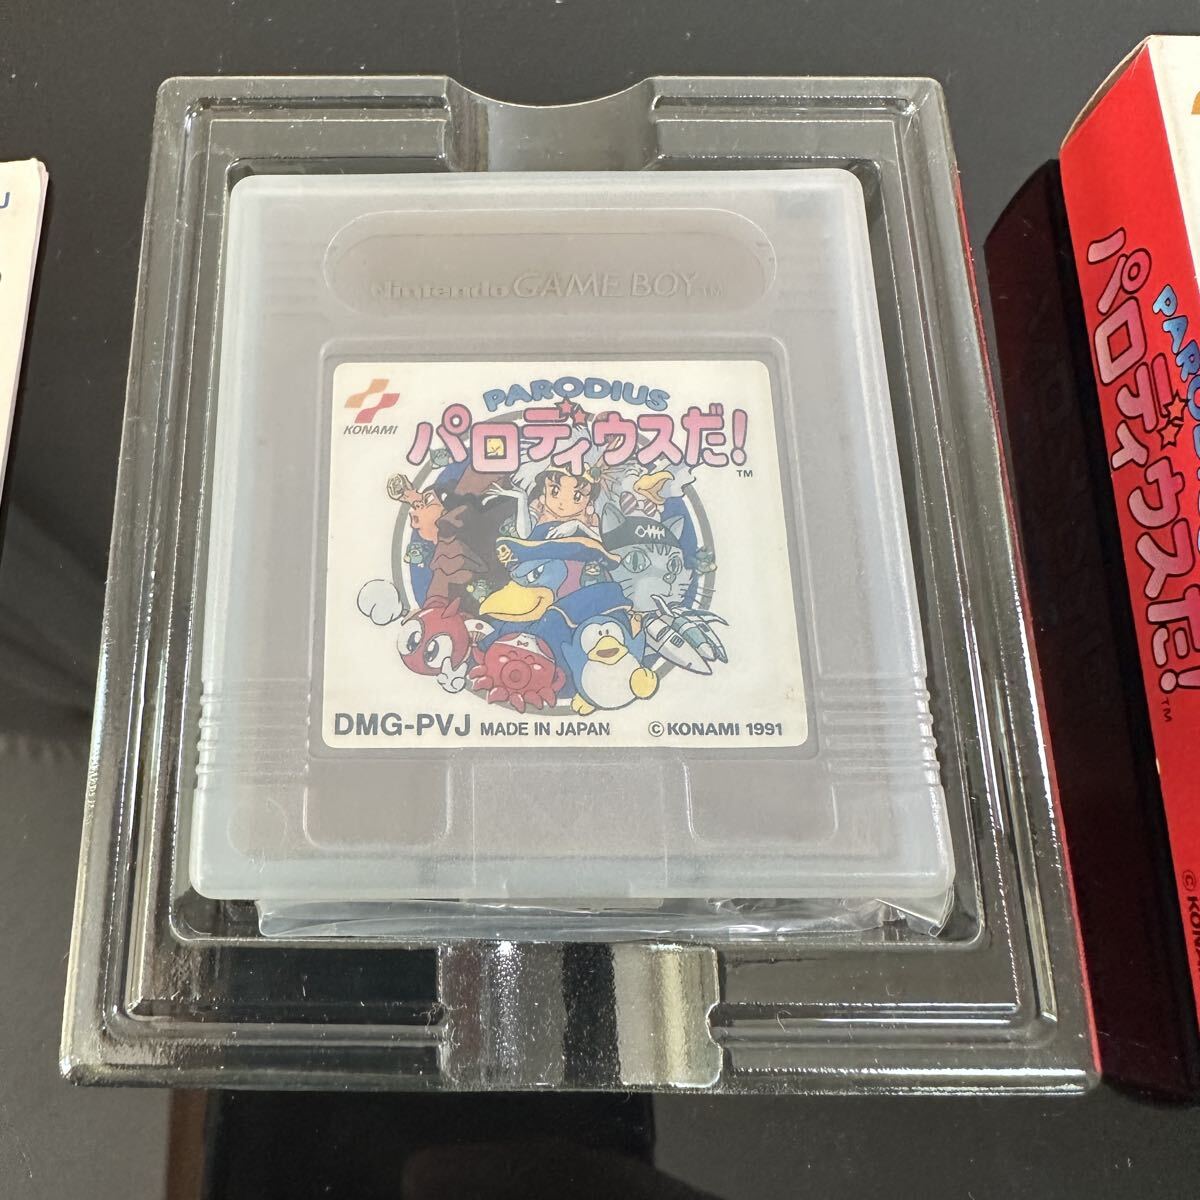 Nintendo GAME BOY TM
KONAMI
PARODIUS
パロディウスだ!
TM
DMG-PVJ MADE IN JAPAN © KONAMI 1991
パロディウスだ!
TM